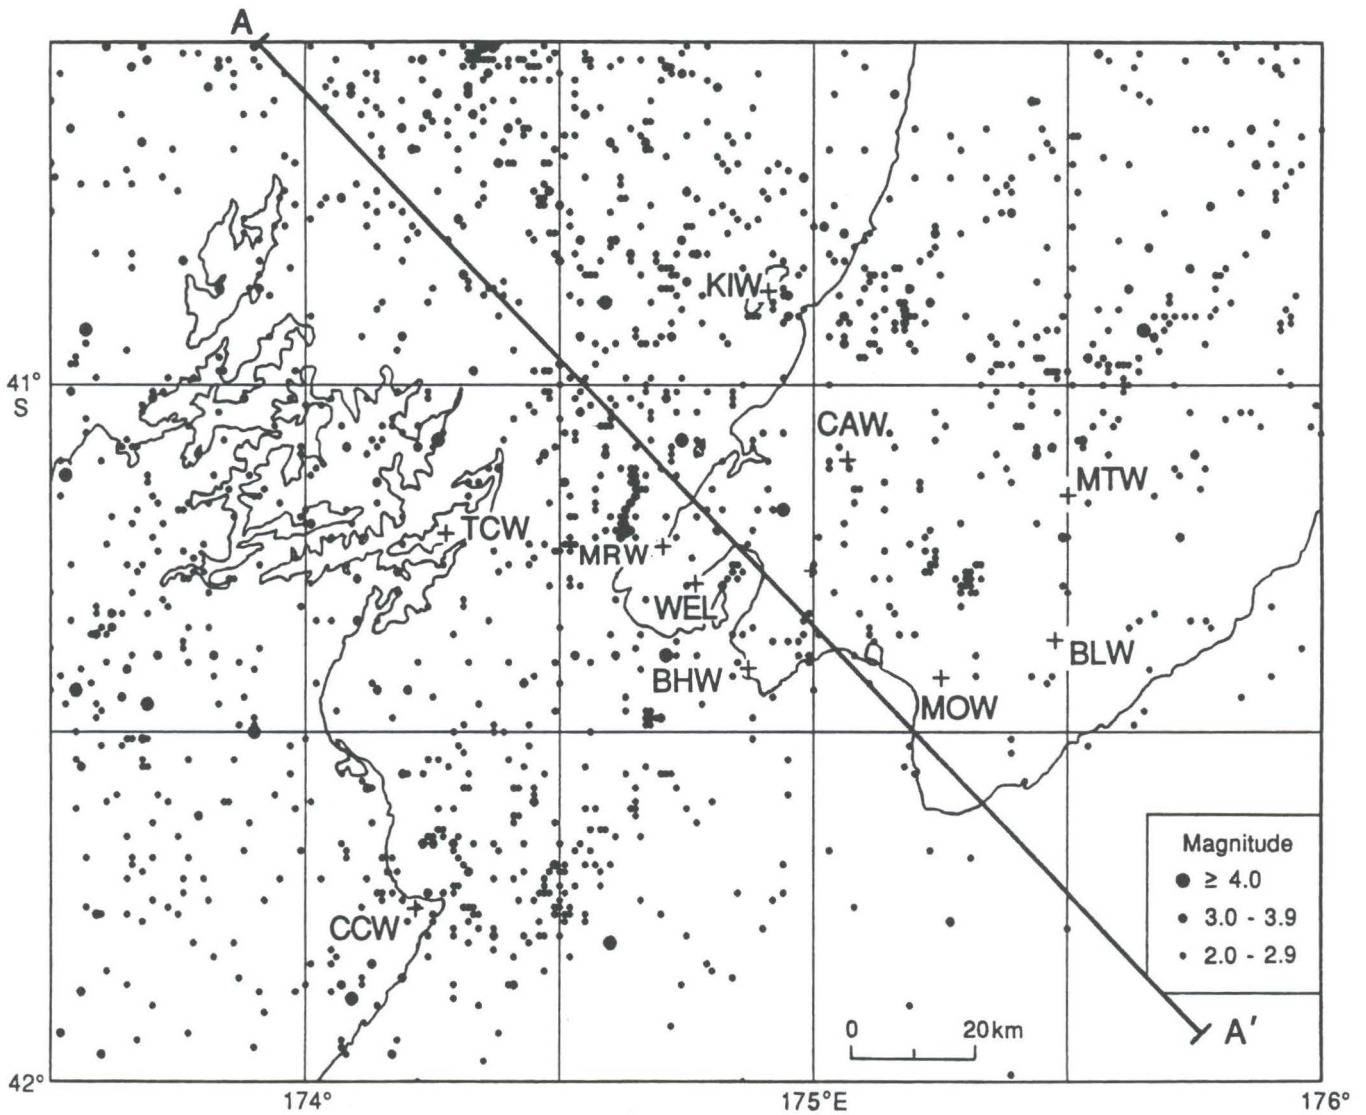 A
KIW
41°
S
CAW
MTW
TCW
MRW
WEL
BHW
BLW
MOW
Magnitude
≥ 4.0
3.0 - 3.9
2.0 - 2.9
CCW
0 20km
A'
42°
174° 175°E 176°